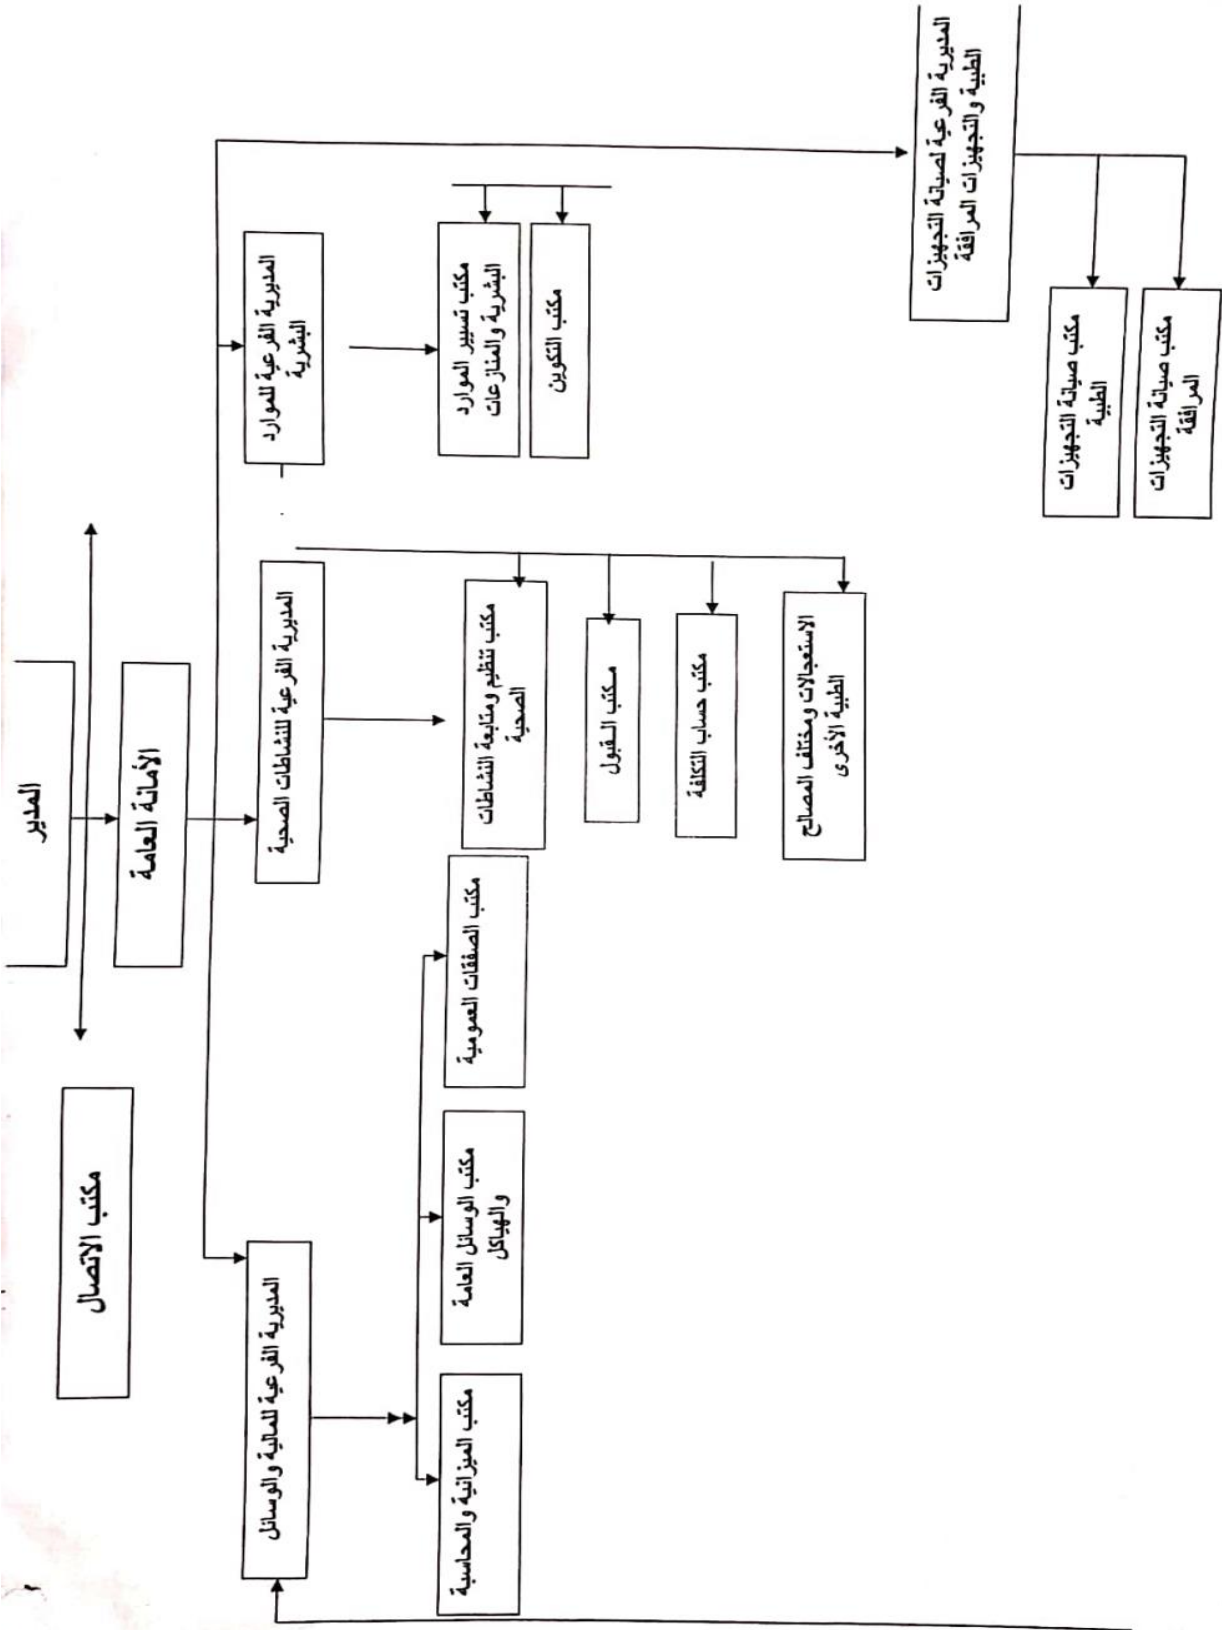 المدير
مكتب الاتصال
الأمانة العامة
المديرية الفرعية للموارد
البشرية
المديرية الفرعية للنشاطات الصحية
المديرية الفرعية للمالية والوسائل
المديرية الفرعية لصيانة التجهيزات
الطبية والتجهيزات المرافقة
مكتب تسيير الموارد
البشرية والمنازعات
مكتب التكوين
مكتب تنظيم ومتابعة النشاطات
الصحية
مكتب القبول
مكتب حساب التكلفة
الاستعجالات ومختلف المصالح
الطبية الأخرى
مكتب الصفقات العمومية
مكتب الوسائل العامة
والهياكل
مكتب الميزانية والمحاسبة
مكتب صيانة التجهيزات
الطبية
مكتب صيانة التجهيزات
المرافقة